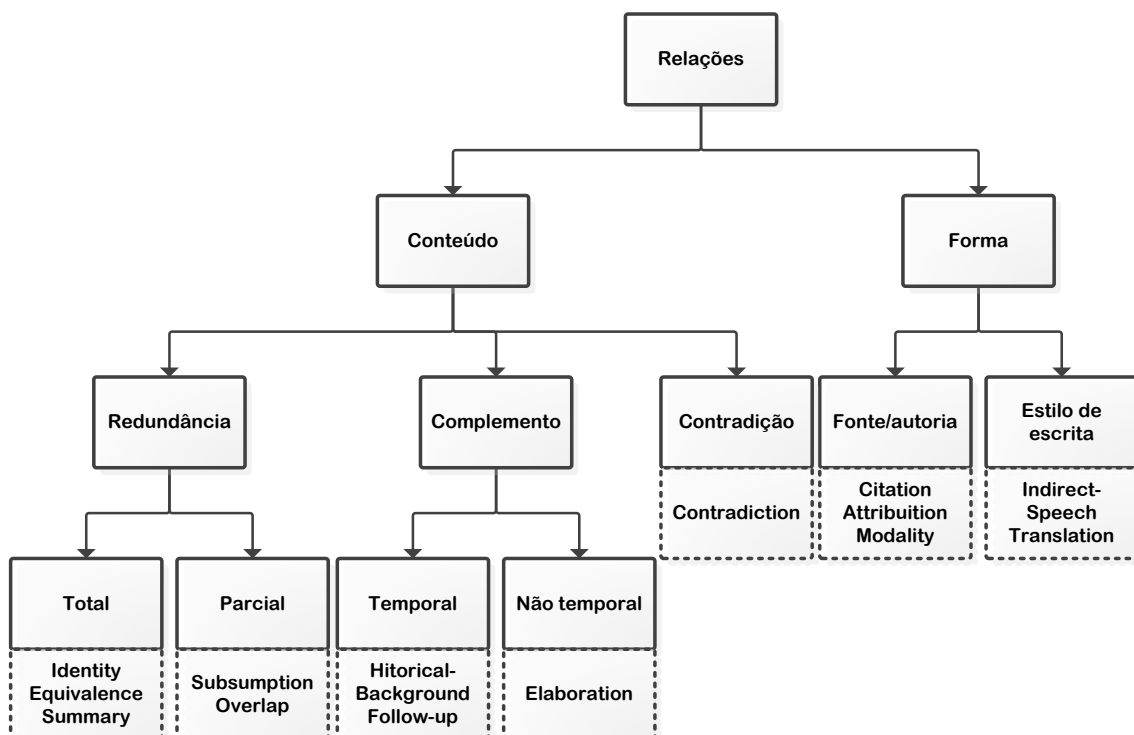 Relações
Conteúdo
Forma
Redundância
Complemento
Contradição
Fonte/autoria
Estilo de
escrita
Contradiction
Citation
Attribuition
Modality
Indirect-
Speech
Translation
Total
Parcial
Temporal
Não temporal
Identity
Equivalence
Summary
Subsumption
Overlap
Hitorical-
Background
Follow-up
Elaboration